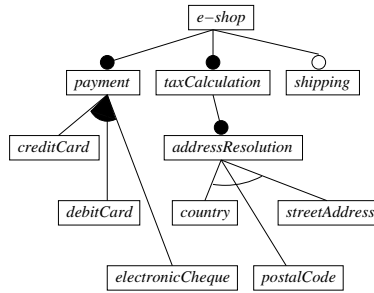 e−shop
payment
taxCalculation
shipping
creditCard
addressResolution
debitCard
country
streetAddress
electronicCheque
postalCode